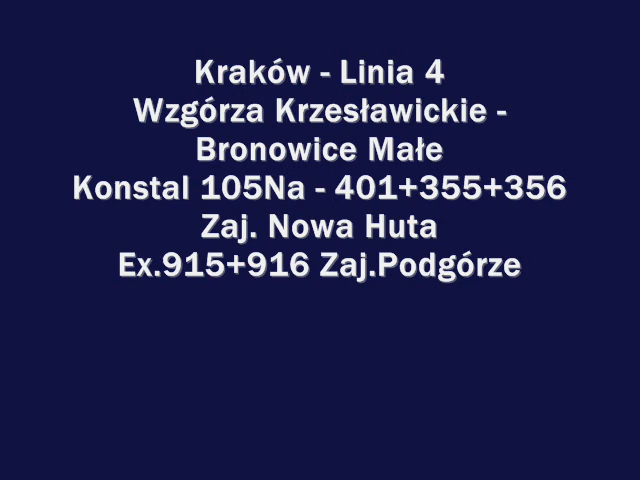 Kraków - Linia 4
Wzgórza Krzesławickie -
Bronowice Małe
Konstal 105Na - 401+355+356
Zaj. Nowa Huta
Ex.915+916 Zaj.Podgórze